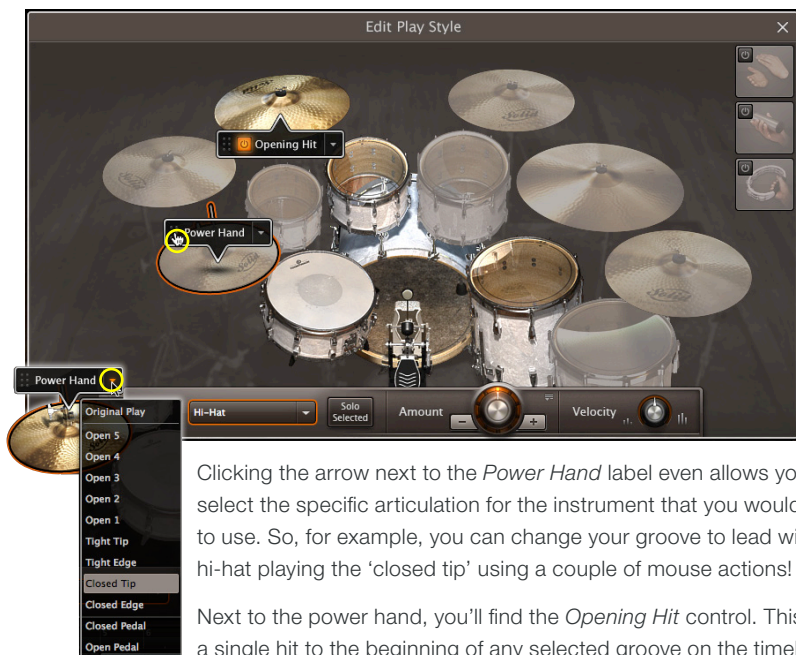 Edit Play Style
Opening Hit
Power Hand
Power Hand
Original Play
Open 5
Open 4
Open 3
Open 2
Open 1
Tight Tip
Tight Edge
Closed Tip
Closed Edge
Closed Pedal
Open Pedal
Hi-Hat
Solo
Selected
Amount
Velocity
Clicking the arrow next to the Power Hand label even allows yo
select the specific articulation for the instrument that you would
to use. So, for example, you can change your groove to lead wi
hi-hat playing the ‘closed tip’ using a couple of mouse actions!
Next to the power hand, you’ll find the Opening Hit control. This
a single hit to the beginning of any selected groove on the timel